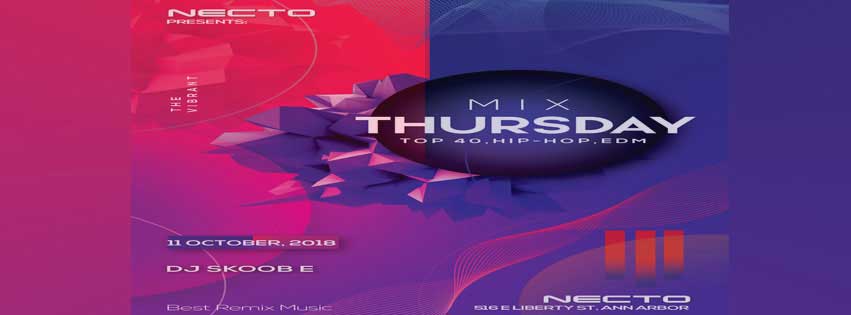 NECTO
PRESENTS:
THE
VIBRANT
MIX
THURSDAY
TOP 40,HIP-HOP,EDM
11 OCTOBER, 2018
DJ SKOOB E
Best Remix Music
NECTO
516 E LIBERTY ST, ANN ARBOR